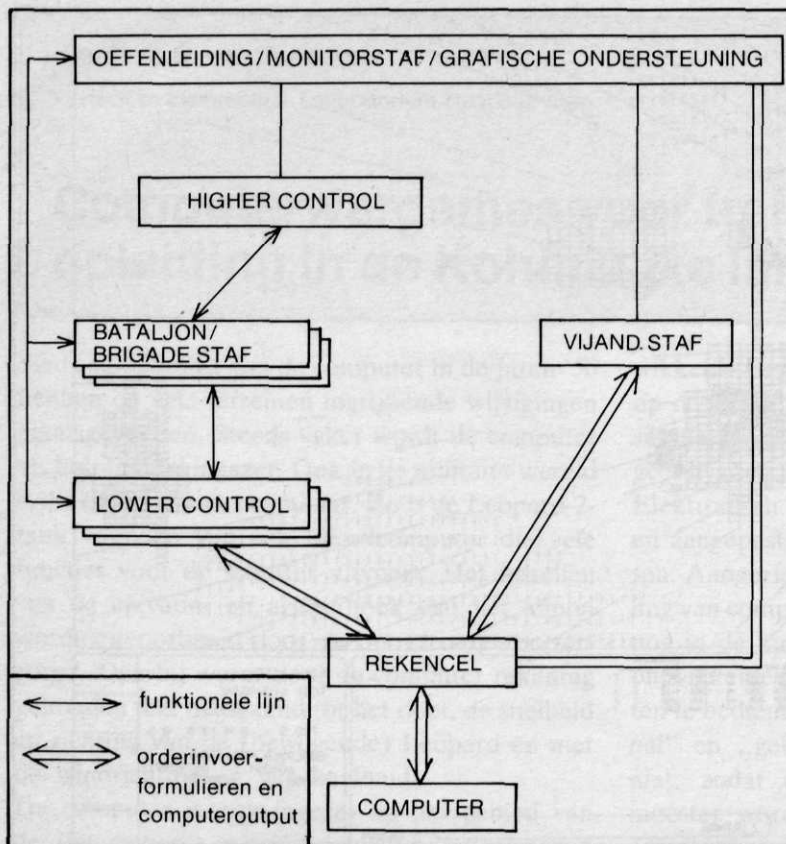 OEFENLEIDING/MONITORSTAF/GRAFISCHE ONDERSTEUNING
HIGHER CONTROL
BATALJON/
BRIGADE STAF
VIJAND. STAF
LOWER CONTROL
REKENCEL
COMPUTER
funktionele lijn
orderinvoer-
formulieren en
computeroutput